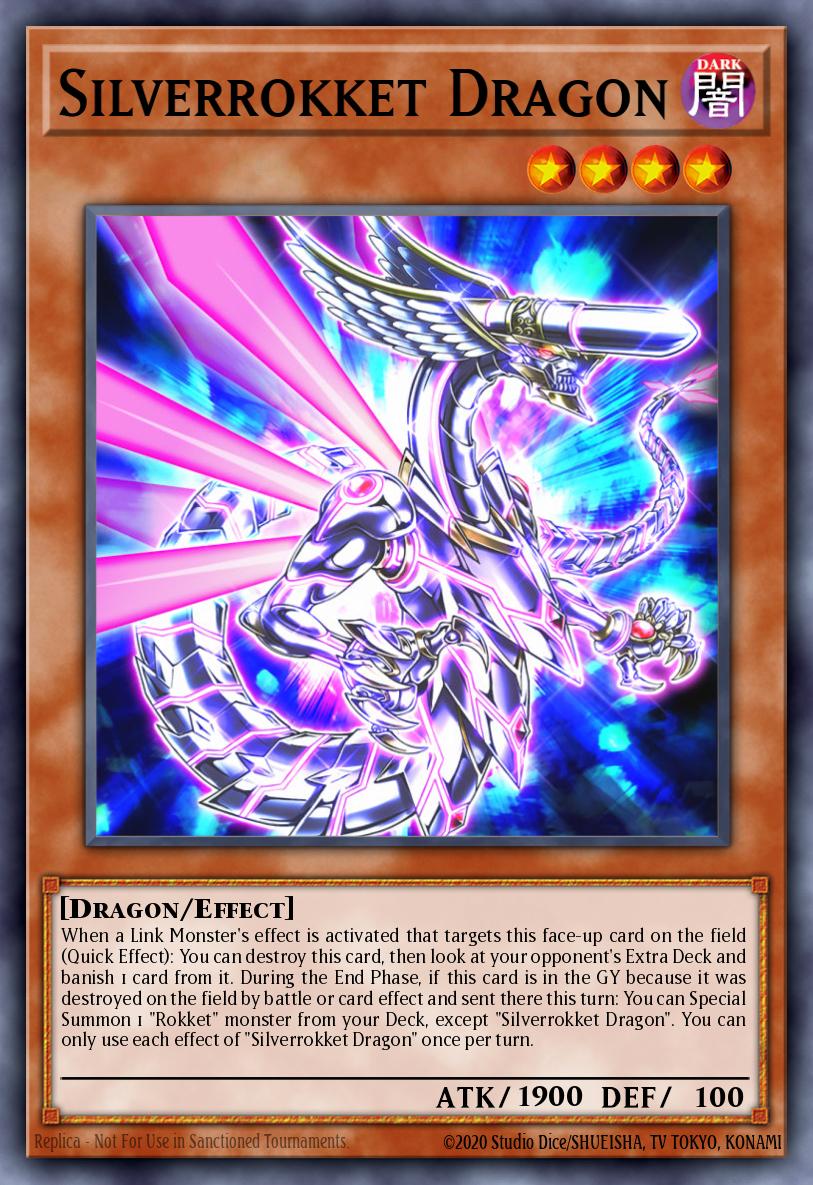 Silverrokket Dragon
DARK
闇
[Dragon/Effect]
When a Link Monster's effect is activated that targets this face-up card on the field
(Quick Effect): You can destroy this card, then look at your opponent's Extra Deck and
banish 1 card from it. During the End Phase, if this card is in the GY because it was
destroyed on the field by battle or card effect and sent there this turn: You can Special
Summon 1 "Rokket" monster from your Deck, except "Silverrokket Dragon". You can
only use each effect of "Silverrokket Dragon" once per turn.
ATK/ 1900 DEF/ 100
Replica - Not For Use in Sanctioned Tournaments.
©2020 Studio Dice/SHUEISHA, TV TOKYO, KONAMI